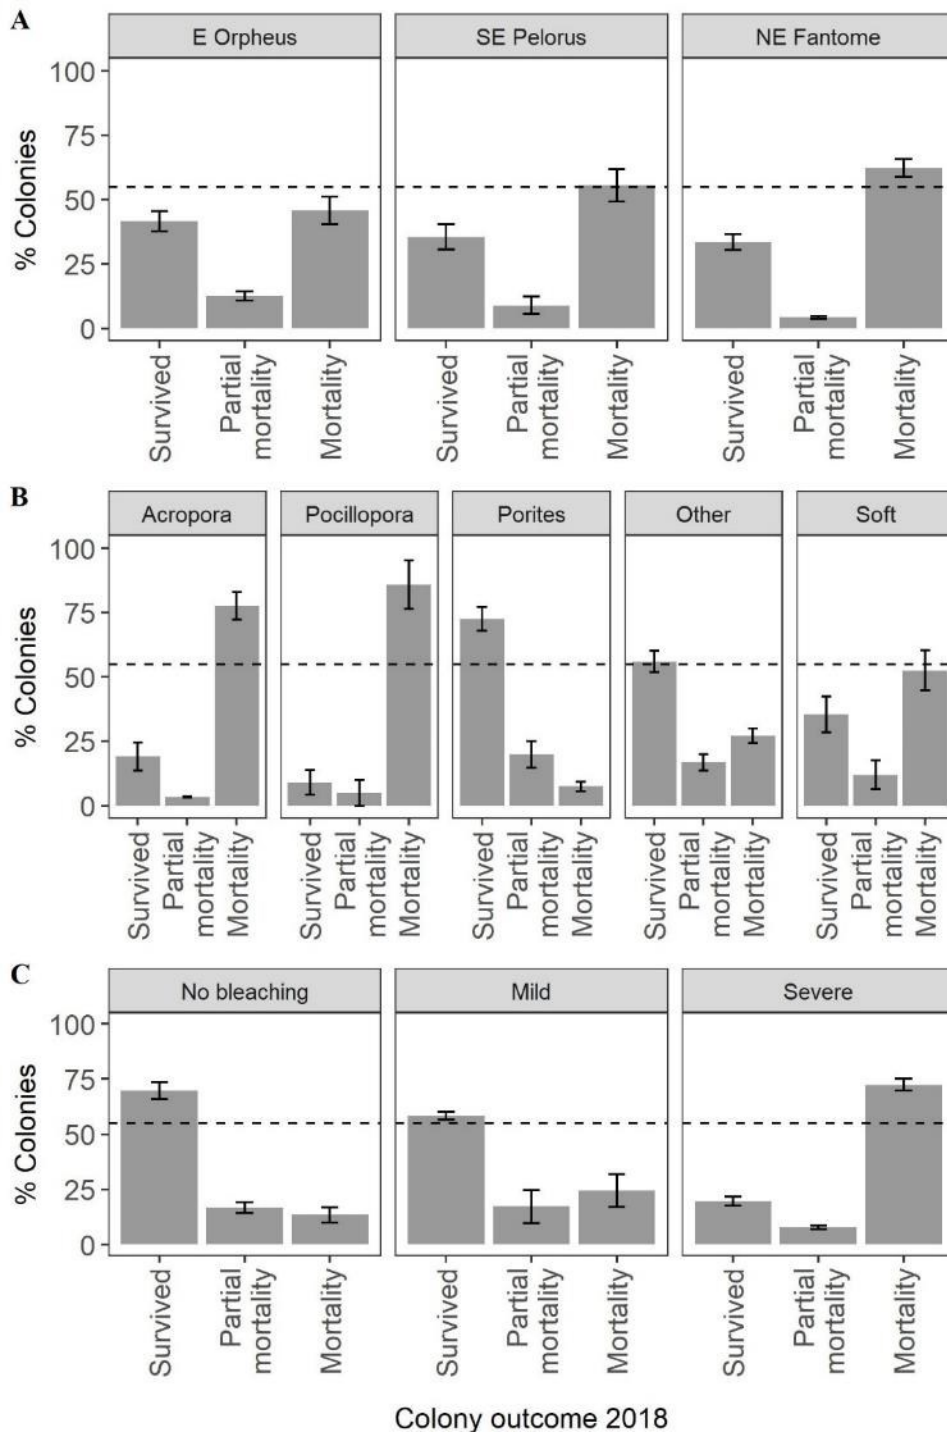 A
E Orpheus SE Pelorus NE Fantome
100
75
50
25
0
% Colonies
Survived
Partial
mortality
Mortality
Survived
Partial
mortality
Mortality
Survived
Partial
mortality
Mortality
B
Acropora Pocillopora Porites Other Soft
100
75
50
25
0
% Colonies
Survived
Partial
mortality
Mortality
Survived
Partial
mortality
Mortality
Survived
Partial
mortality
Mortality
Survived
Partial
mortality
Mortality
Survived
Partial
mortality
Mortality
C
No bleaching Mild Severe
100
75
50
25
0
% Colonies
Survived
Partial
mortality
Mortality
Survived
Partial
mortality
Mortality
Survived
Partial
mortality
Mortality
Colony outcome 2018